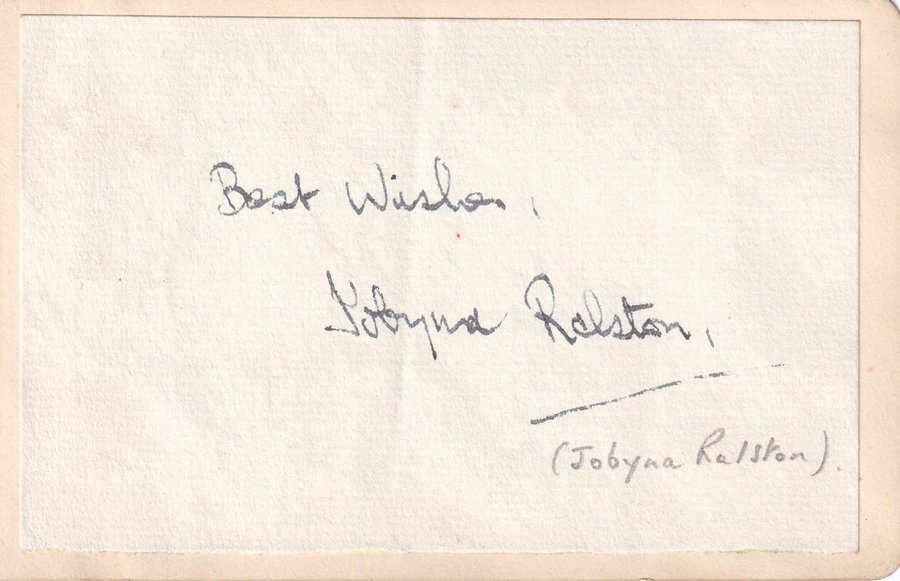 Best Wishes,
Jobyna Ralston,
(Jobyna Ralston).